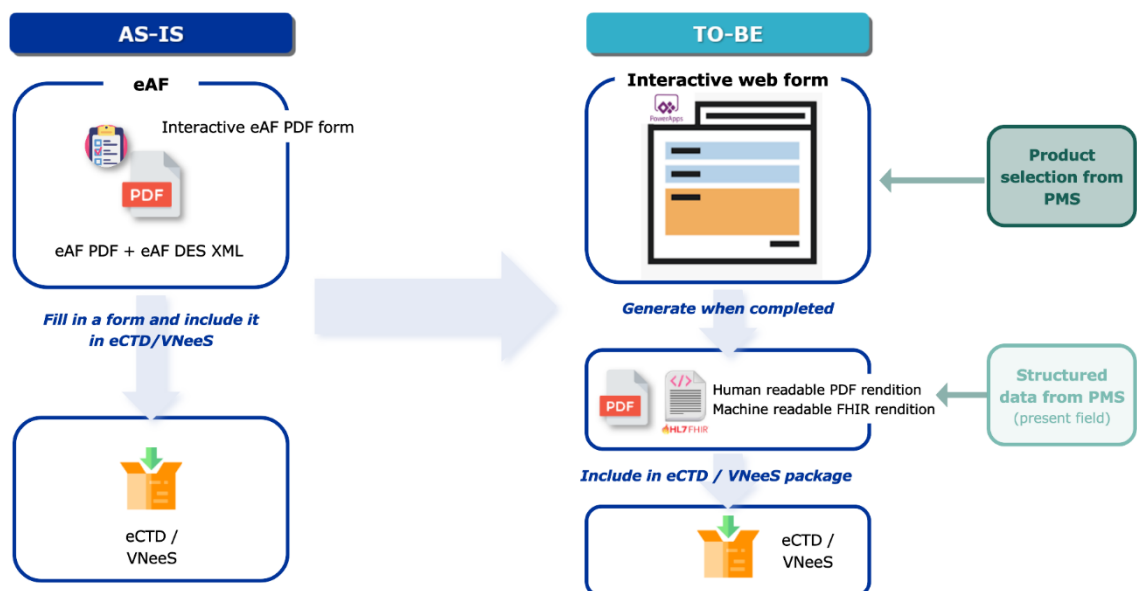 AS-IS
eAF
Interactive eAF PDF form
PDF
eAF PDF + eAF DES XML
Fill in a form and include it
in eCTD/VNeeS
eCTD /
VNeeS
TO-BE
Interactive web form
PowerApps
Product
selection from
PMS
Generate when completed
PDF
</>
HL7 FHIR
Human readable PDF rendition
Machine readable FHIR rendition
Structured
data from PMS
(present field)
Include in eCTD / VNeeS package
eCTD /
VNeeS